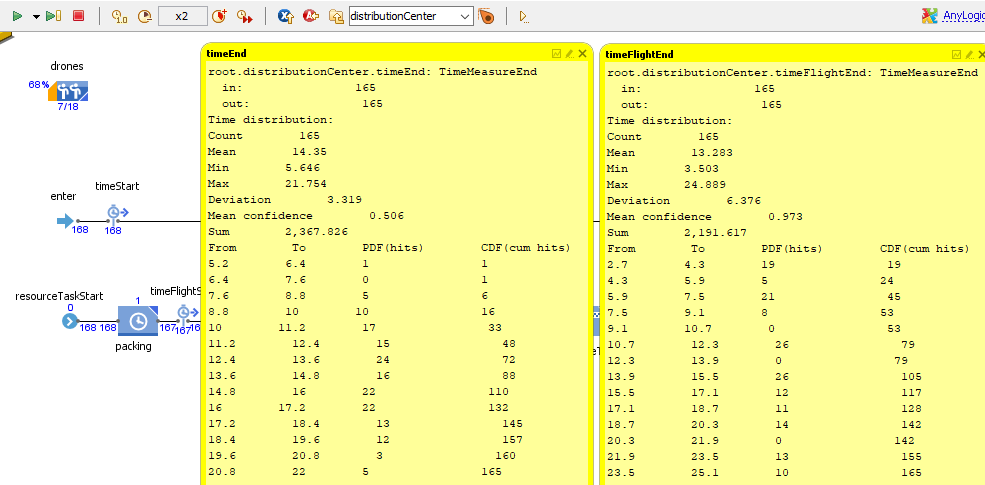 x2 distributionCenter AnyLogic
drones
68%
7/18
enter
timeStart
168
168
resourceTaskStart
0
168 168
1
packing
timeFlightS
167
167
timeEnd
root.distributionCenter.timeEnd: TimeMeasureEnd
in: 165
out: 165
Time distribution:
Count 165
Mean 14.35
Min 5.646
Max 21.754
Deviation 3.319
Mean confidence 0.506
Sum 2,367.826
From To PDF(hits) CDF(cum hits)
5.2 6.4 1 1
6.4 7.6 0 1
7.6 8.8 5 6
8.8 10 10 16
10 11.2 17 33
11.2 12.4 15 48
12.4 13.6 24 72
13.6 14.8 16 88
14.8 16 22 110
16 17.2 22 132
17.2 18.4 13 145
18.4 19.6 12 157
19.6 20.8 3 160
20.8 22 5 165
timeFlightEnd
root.distributionCenter.timeFlightEnd: TimeMeasureEnd
in: 165
out: 165
Time distribution:
Count 165
Mean 13.283
Min 3.503
Max 24.889
Deviation 6.376
Mean confidence 0.973
Sum 2,191.617
From To PDF(hits) CDF(cum hits)
2.7 4.3 19 19
4.3 5.9 5 24
5.9 7.5 21 45
7.5 9.1 8 53
9.1 10.7 0 53
10.7 12.3 26 79
12.3 13.9 0 79
13.9 15.5 26 105
15.5 17.1 12 117
17.1 18.7 11 128
18.7 20.3 14 142
20.3 21.9 0 142
21.9 23.5 13 155
23.5 25.1 10 165